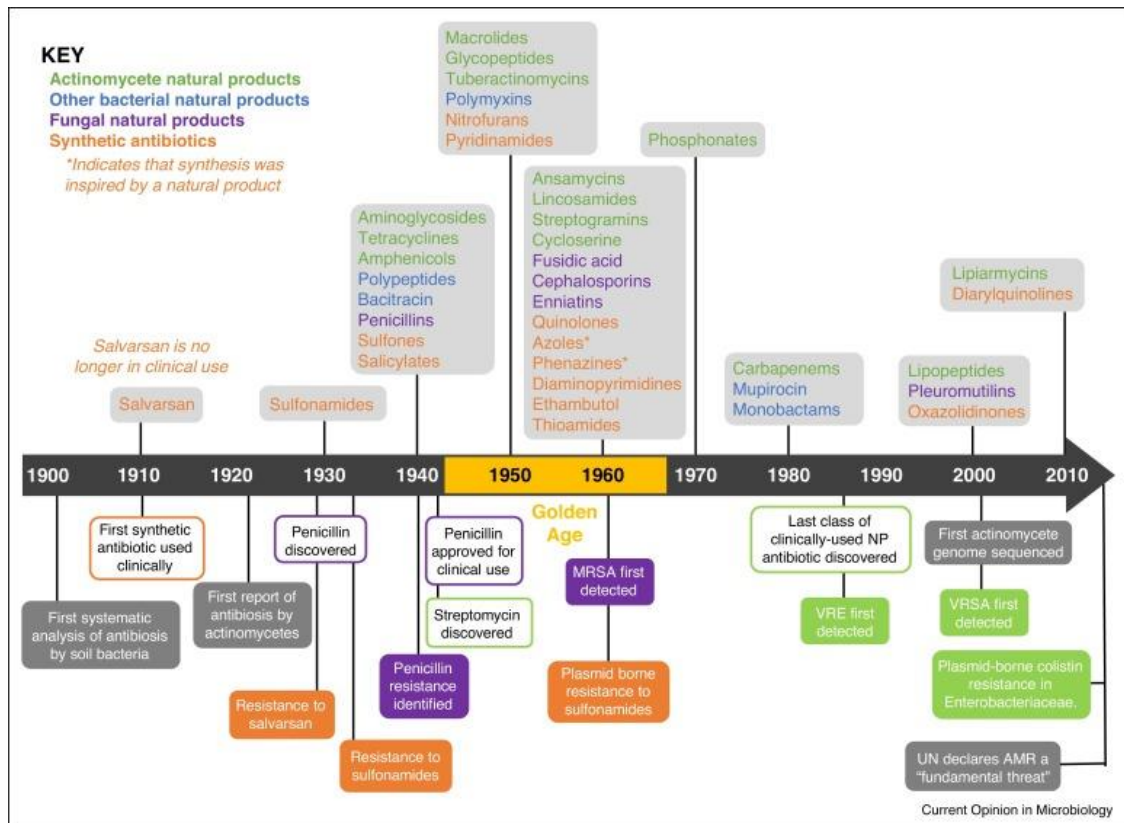 KEY
Actinomycete natural products
Other bacterial natural products
Fungal natural products
Synthetic antibiotics
*Indicates that synthesis was
inspired by a natural product
Salvarsan is no
longer in clinical use
Salvarsan
Sulfonamides
Aminoglycosides
Tetracyclines
Amphenicols
Polypeptides
Bacitracin
Penicillins
Sulfones
Salicylates
Macrolides
Glycopeptides
Tuberactinomycins
Polymyxins
Nitrofurans
Pyridinamides
Ansamycins
Lincosamides
Streptogramins
Cycloserine
Fusidic acid
Cephalosporins
Enniatins
Quinolones
Azoles*
Phenazines*
Diaminopyrimidines
Ethambutol
Thioamides
Phosphonates
Carbapenems
Mupirocin
Monobactams
Lipopeptides
Pleuromutilins
Oxazolidinones
Lipiarmycins
Diarylquinolines
1900 1910 1920 1930 1940 1950 1960 1970 1980 1990 2000 2010
Golden
Age
First systematic
analysis of antibiosis
by soil bacteria
First synthetic
antibiotic used
clinically
First report of
antibiosis by
actinomycetes
Penicillin
discovered
Resistance to
salvarsan
Resistance to
sulfonamides
Penicillin
resistance
identified
Penicillin
approved for
clinical use
Streptomycin
discovered
MRSA first
detected
Plasmid borne
resistance to
sulfonamides
Last class of
clinically-used NP
antibiotic discovered
VRE first
detected
First actinomycete
genome sequenced
VRSA first
detected
Plasmid-borne colistin
resistance in
Enterobacteriaceae.
UN declares AMR a
“fundamental threat”
Current Opinion in Microbiology